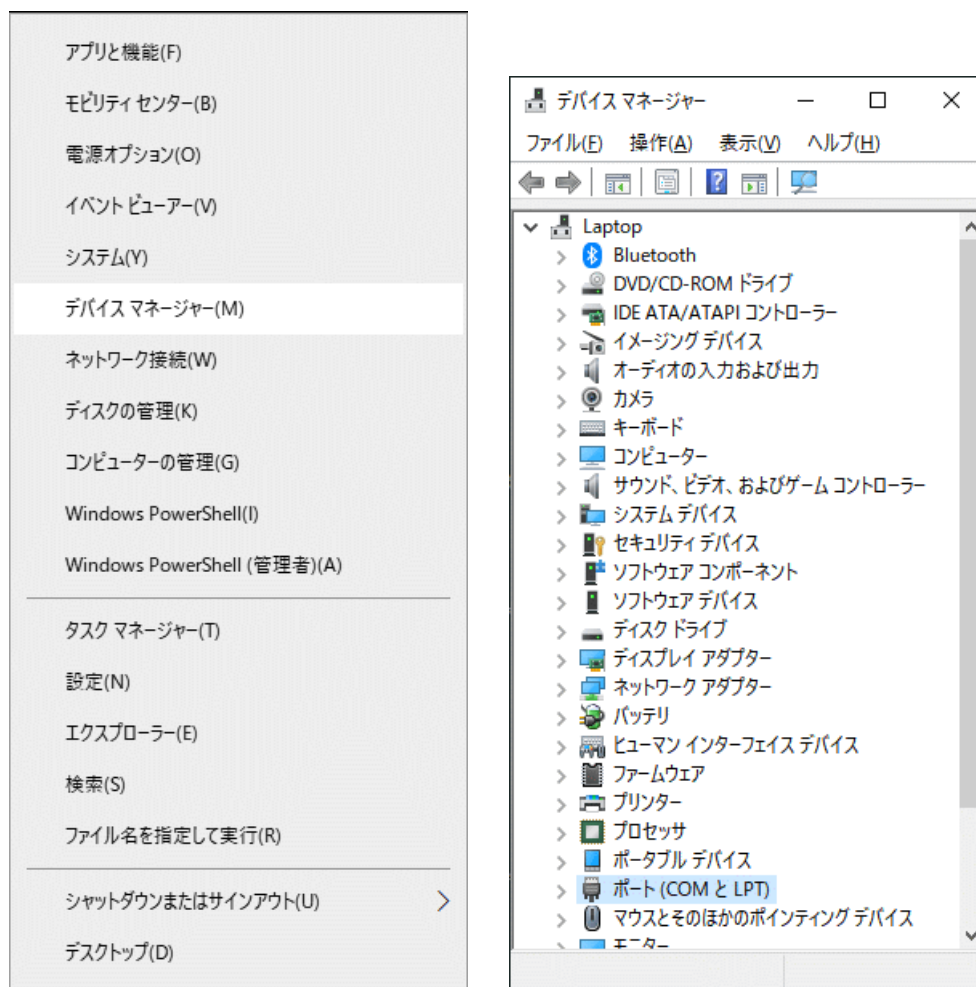 アプリと機能(F)
モビリティ センター(B)
電源オプション(O)
イベント ビューアー(V)
システム(Y)
デバイス マネージャー(M)
ネットワーク接続(W)
ディスクの管理(K)
コンピューターの管理(G)
Windows PowerShell(I)
Windows PowerShell (管理者)(A)
タスク マネージャー(T)
設定(N)
エクスプローラー(E)
検索(S)
ファイル名を指定して実行(R)
シャットダウンまたはサインアウト(U)
デスクトップ(D)
デバイス マネージャー
ファイル(F) 操作(A) 表示(V) ヘルプ(H)
Laptop
Bluetooth
DVD/CD-ROM ドライブ
IDE ATA/ATAPI コントローラー
イメージング デバイス
オーディオの入力および出力
カメラ
キーボード
コンピューター
サウンド、ビデオ、およびゲーム コントローラー
システム デバイス
セキュリティ デバイス
ソフトウェア コンポーネント
ソフトウェア デバイス
ディスク ドライブ
ディスプレイ アダプター
ネットワーク アダプター
バッテリ
ヒューマン インターフェイス デバイス
ファームウェア
プリンター
プロセッサ
ポータブル デバイス
ポート (COM と LPT)
マウスとそのほかのポインティング デバイス
モニター